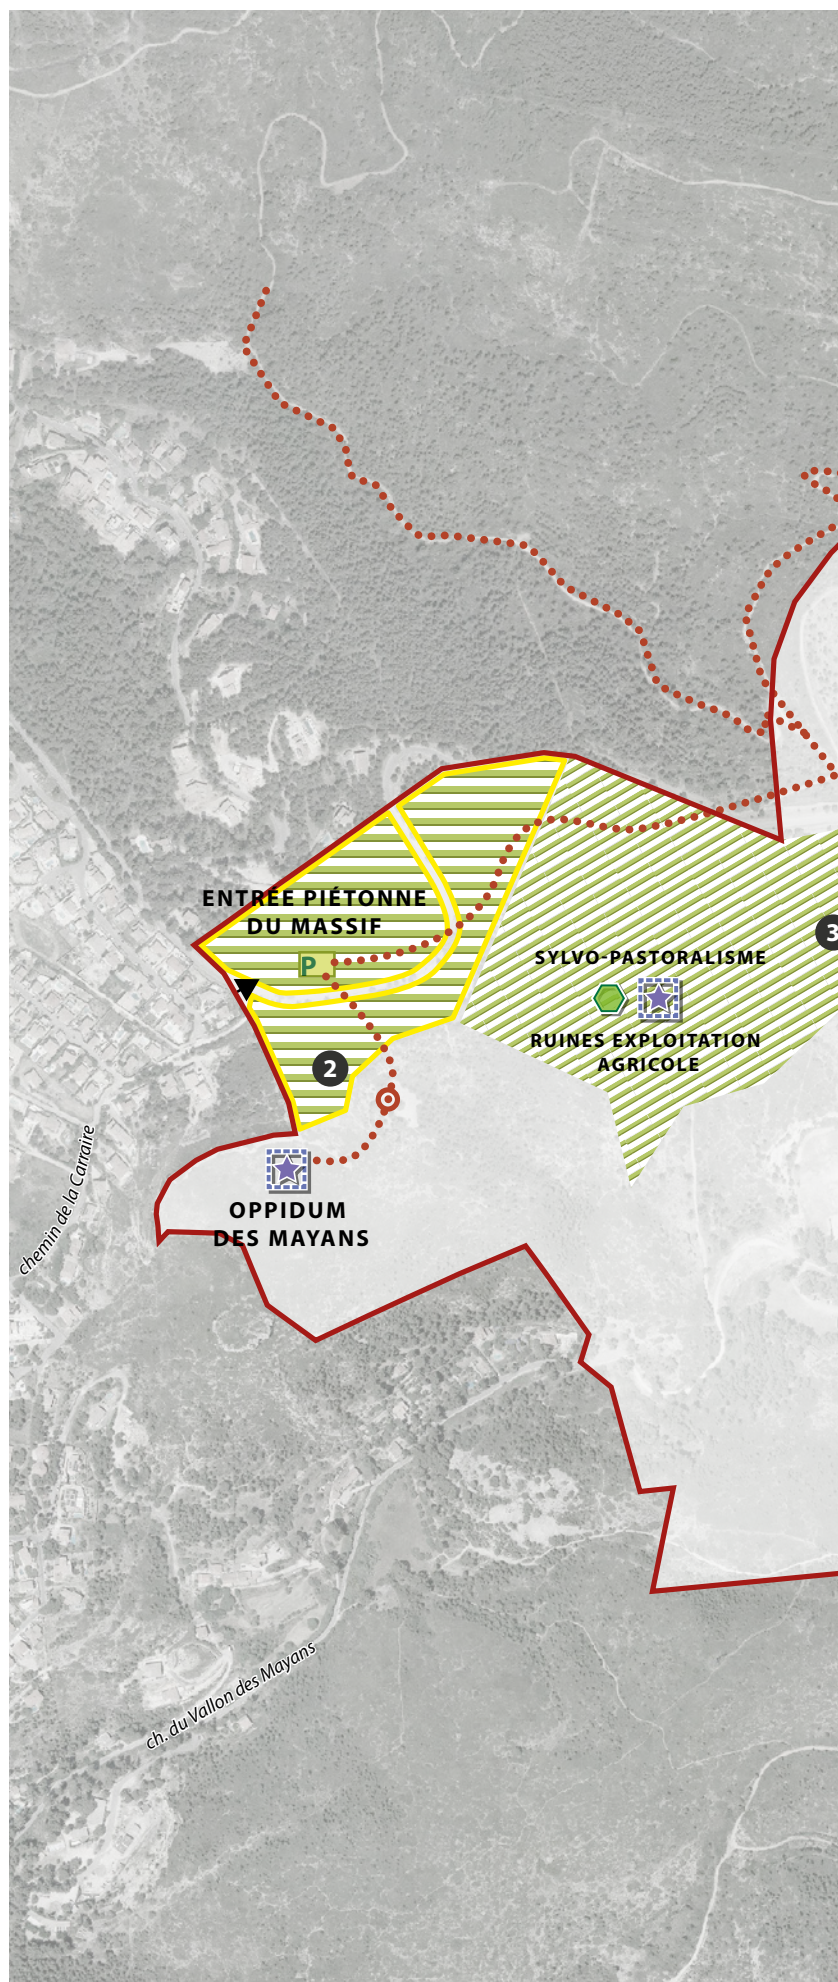 ENTRÉE PIÉTONNE
DU MASSIF
P
3
SYLVO-PASTORALISME
RUINES EXPLOITATION
AGRICOLE
2
OPPIDUM
DES MAYANS
chemin de la Carraire
ch. du Vallon des Mayans